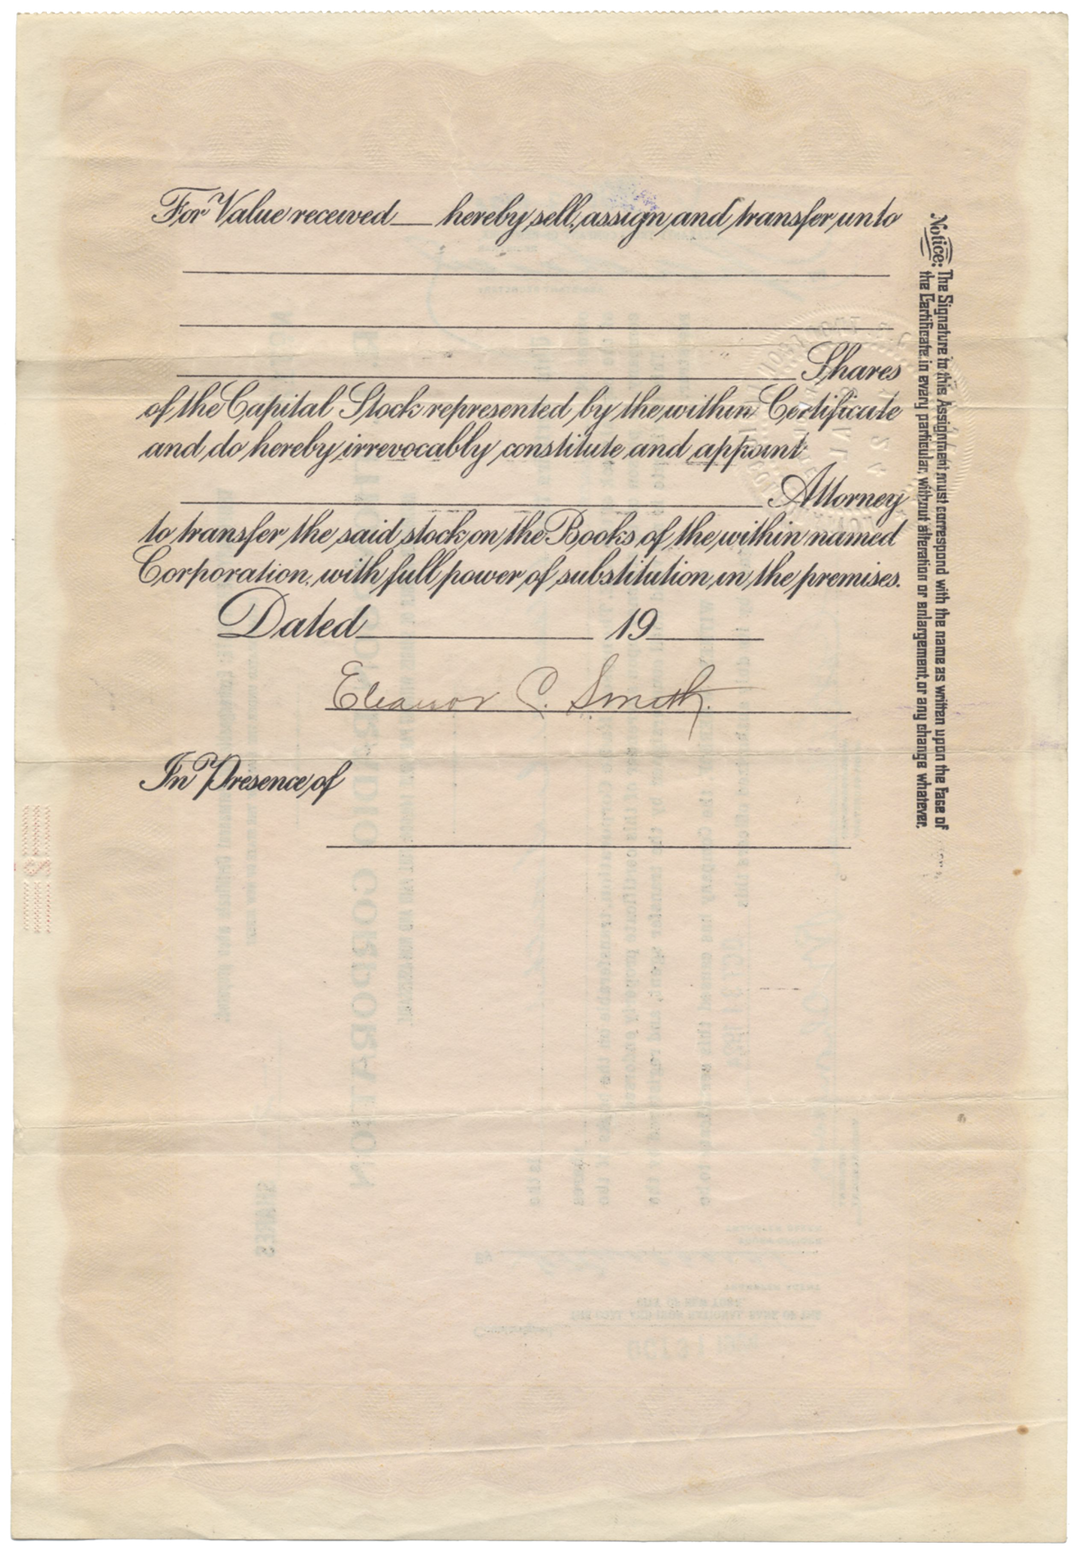 For Value received ___ hereby sell, assign and transfer unto
Shares
of the Capital Stock represented by the within Certificate
and do hereby irrevocably constitute and appoint
Attorney
to transfer the said stock on the Books of the within named
Corporation, with full power of substitution in the premises.
Dated ___ 19 ___
Eleanor C. Smith
In Presence of
Notice: The Signature to this Assignment must correspond with the name as written upon the face of
the Certificate, in every particular, without alteration or enlargement, or any change whatever.